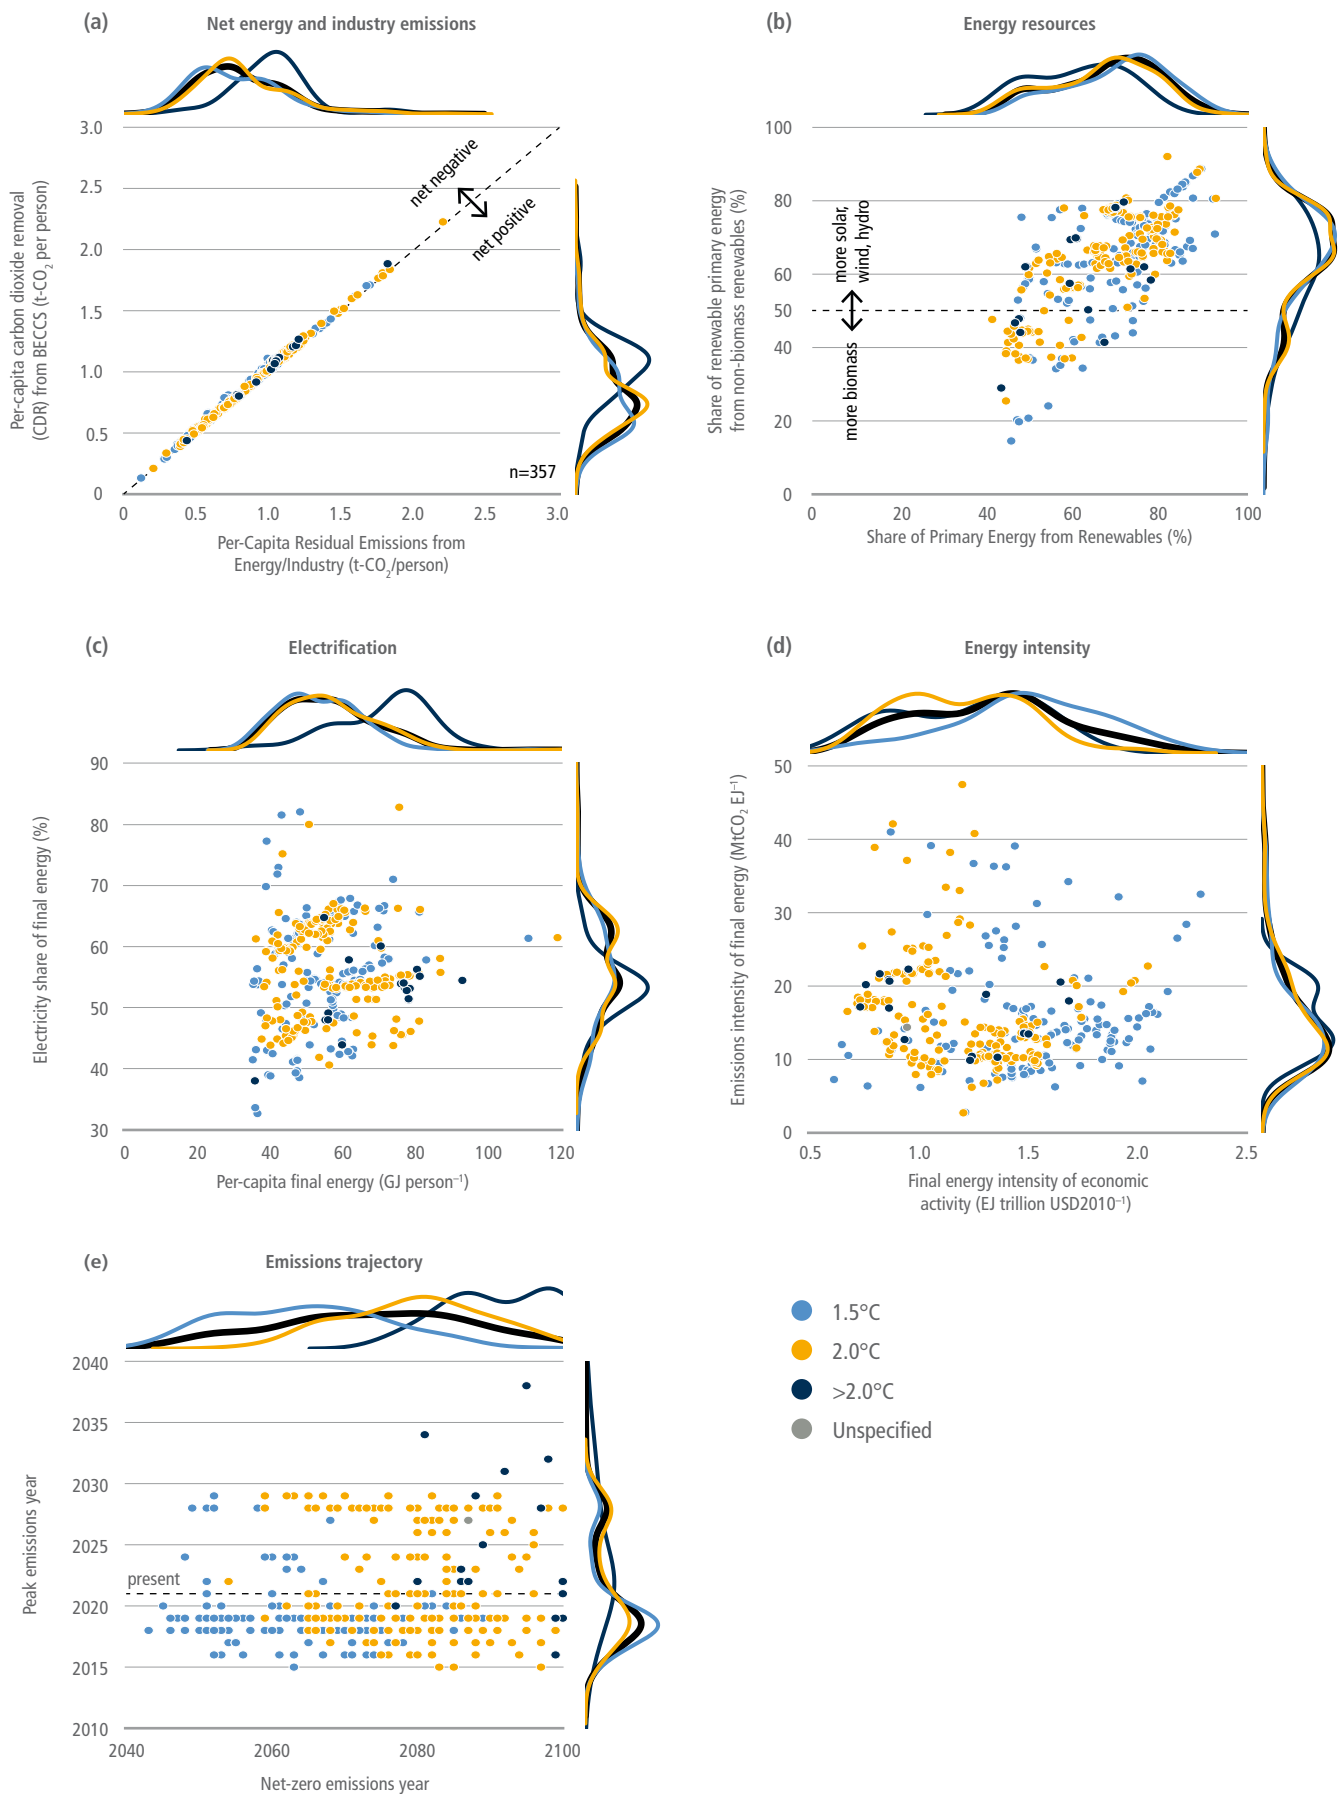 (a)
Net energy and industry emissions
3.0
2.5
2.0
1.5
1.0
0.5
0
Per-capita carbon dioxide removal
(CDR) from BECCS (t-CO2 per person)
net negative
net positive
n=357
0 0.5 1.0 1.5 2.0 2.5 3.0
Per-Capita Residual Emissions from
Energy/Industry (t-CO2/person)
(b)
Energy resources
100
80
60
50
40
20
0
Share of renewable primary energy
from non-biomass renewables (%)
more solar,
wind, hydro
more biomass
0 20 40 60 80 100
Share of Primary Energy from Renewables (%)
(c)
Electrification
90
80
70
60
50
40
30
Electricity share of final energy (%)
0 20 40 60 80 100 120
Per-capita final energy (GJ person⁻¹)
(d)
Energy intensity
50
40
30
20
10
0
Emissions intensity of final energy (MtCO2 EJ⁻¹)
0.5 1.0 1.5 2.0 2.5
Final energy intensity of economic
activity (EJ trillion USD2010⁻¹)
(e)
Emissions trajectory
2040
2035
2030
2025
2020
2015
2010
Peak emissions year
present
2040 2060 2080 2100
Net-zero emissions year
1.5°C
2.0°C
>2.0°C
Unspecified